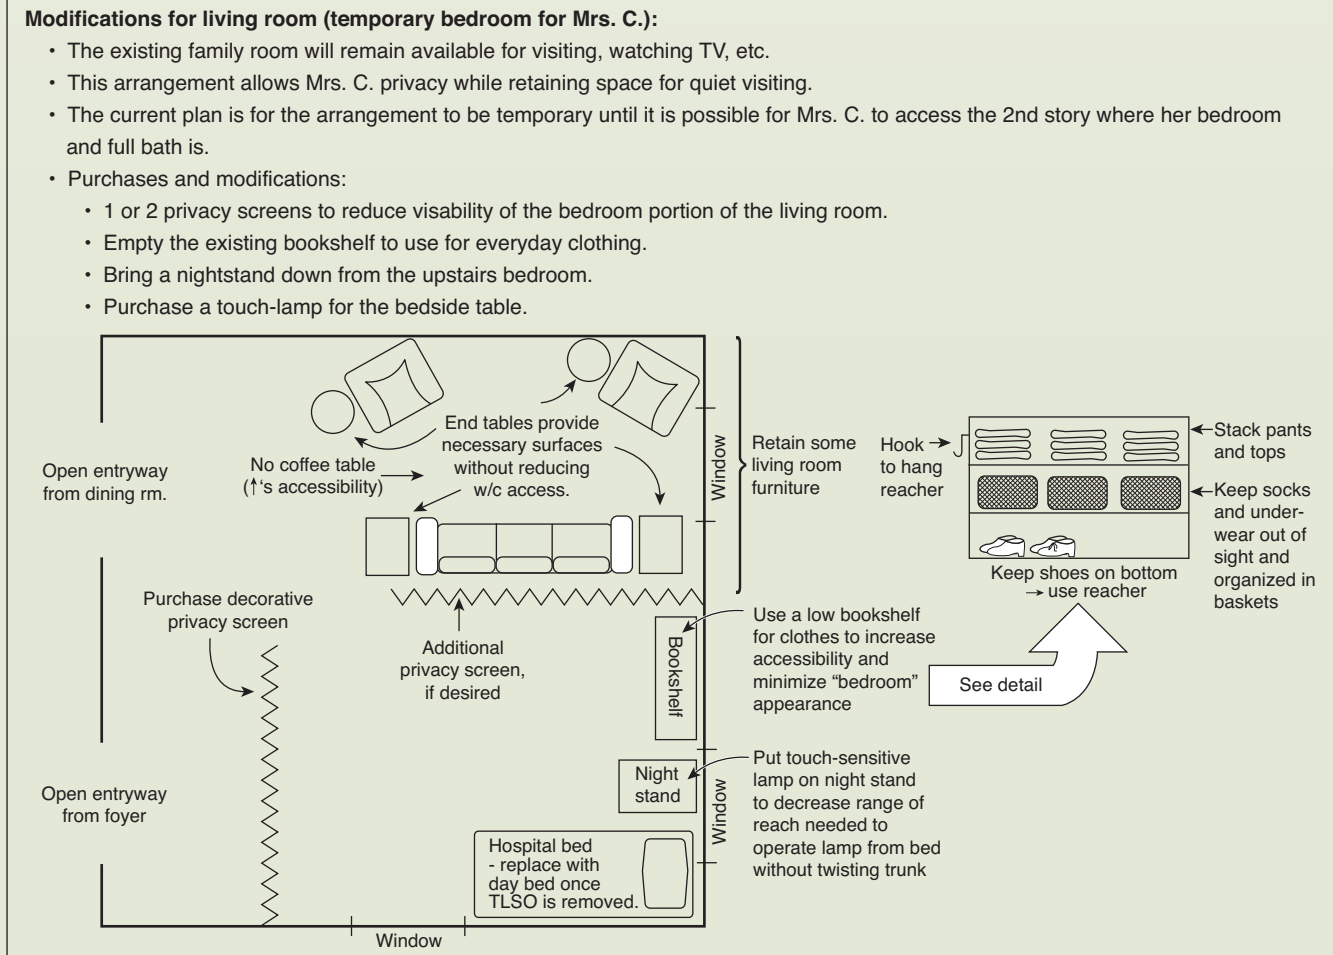 Modifications for living room (temporary bedroom for Mrs. C.):
• The existing family room will remain available for visiting, watching TV, etc.
• This arrangement allows Mrs. C. privacy while retaining space for quiet visiting.
• The current plan is for the arrangement to be temporary until it is possible for Mrs. C. to access the 2nd story where her bedroom
and full bath is.
• Purchases and modifications:
• 1 or 2 privacy screens to reduce visability of the bedroom portion of the living room.
• Empty the existing bookshelf to use for everyday clothing.
• Bring a nightstand down from the upstairs bedroom.
• Purchase a touch-lamp for the bedside table.
Open entryway
from dining rm.
No coffee table
(↑'s accessibility)
End tables provide
necessary surfaces
without reducing
w/c access.
Window
Retain some
living room
furniture
Hook
to hang
reacher
Stack pants
and tops
Keep socks
and under-
wear out of
sight and
organized in
baskets
Keep shoes on bottom
→ use reacher
Purchase decorative
privacy screen
Additional
privacy screen,
if desired
Bookshelf
Use a low bookshelf
for clothes to increase
accessibility and
minimize “bedroom”
appearance
See detail
Open entryway
from foyer
Night
stand
Window
Put touch-sensitive
lamp on night stand
to decrease range of
reach needed to
operate lamp from bed
without twisting trunk
Hospital bed
- replace with
day bed once
TLSO is removed.
Window